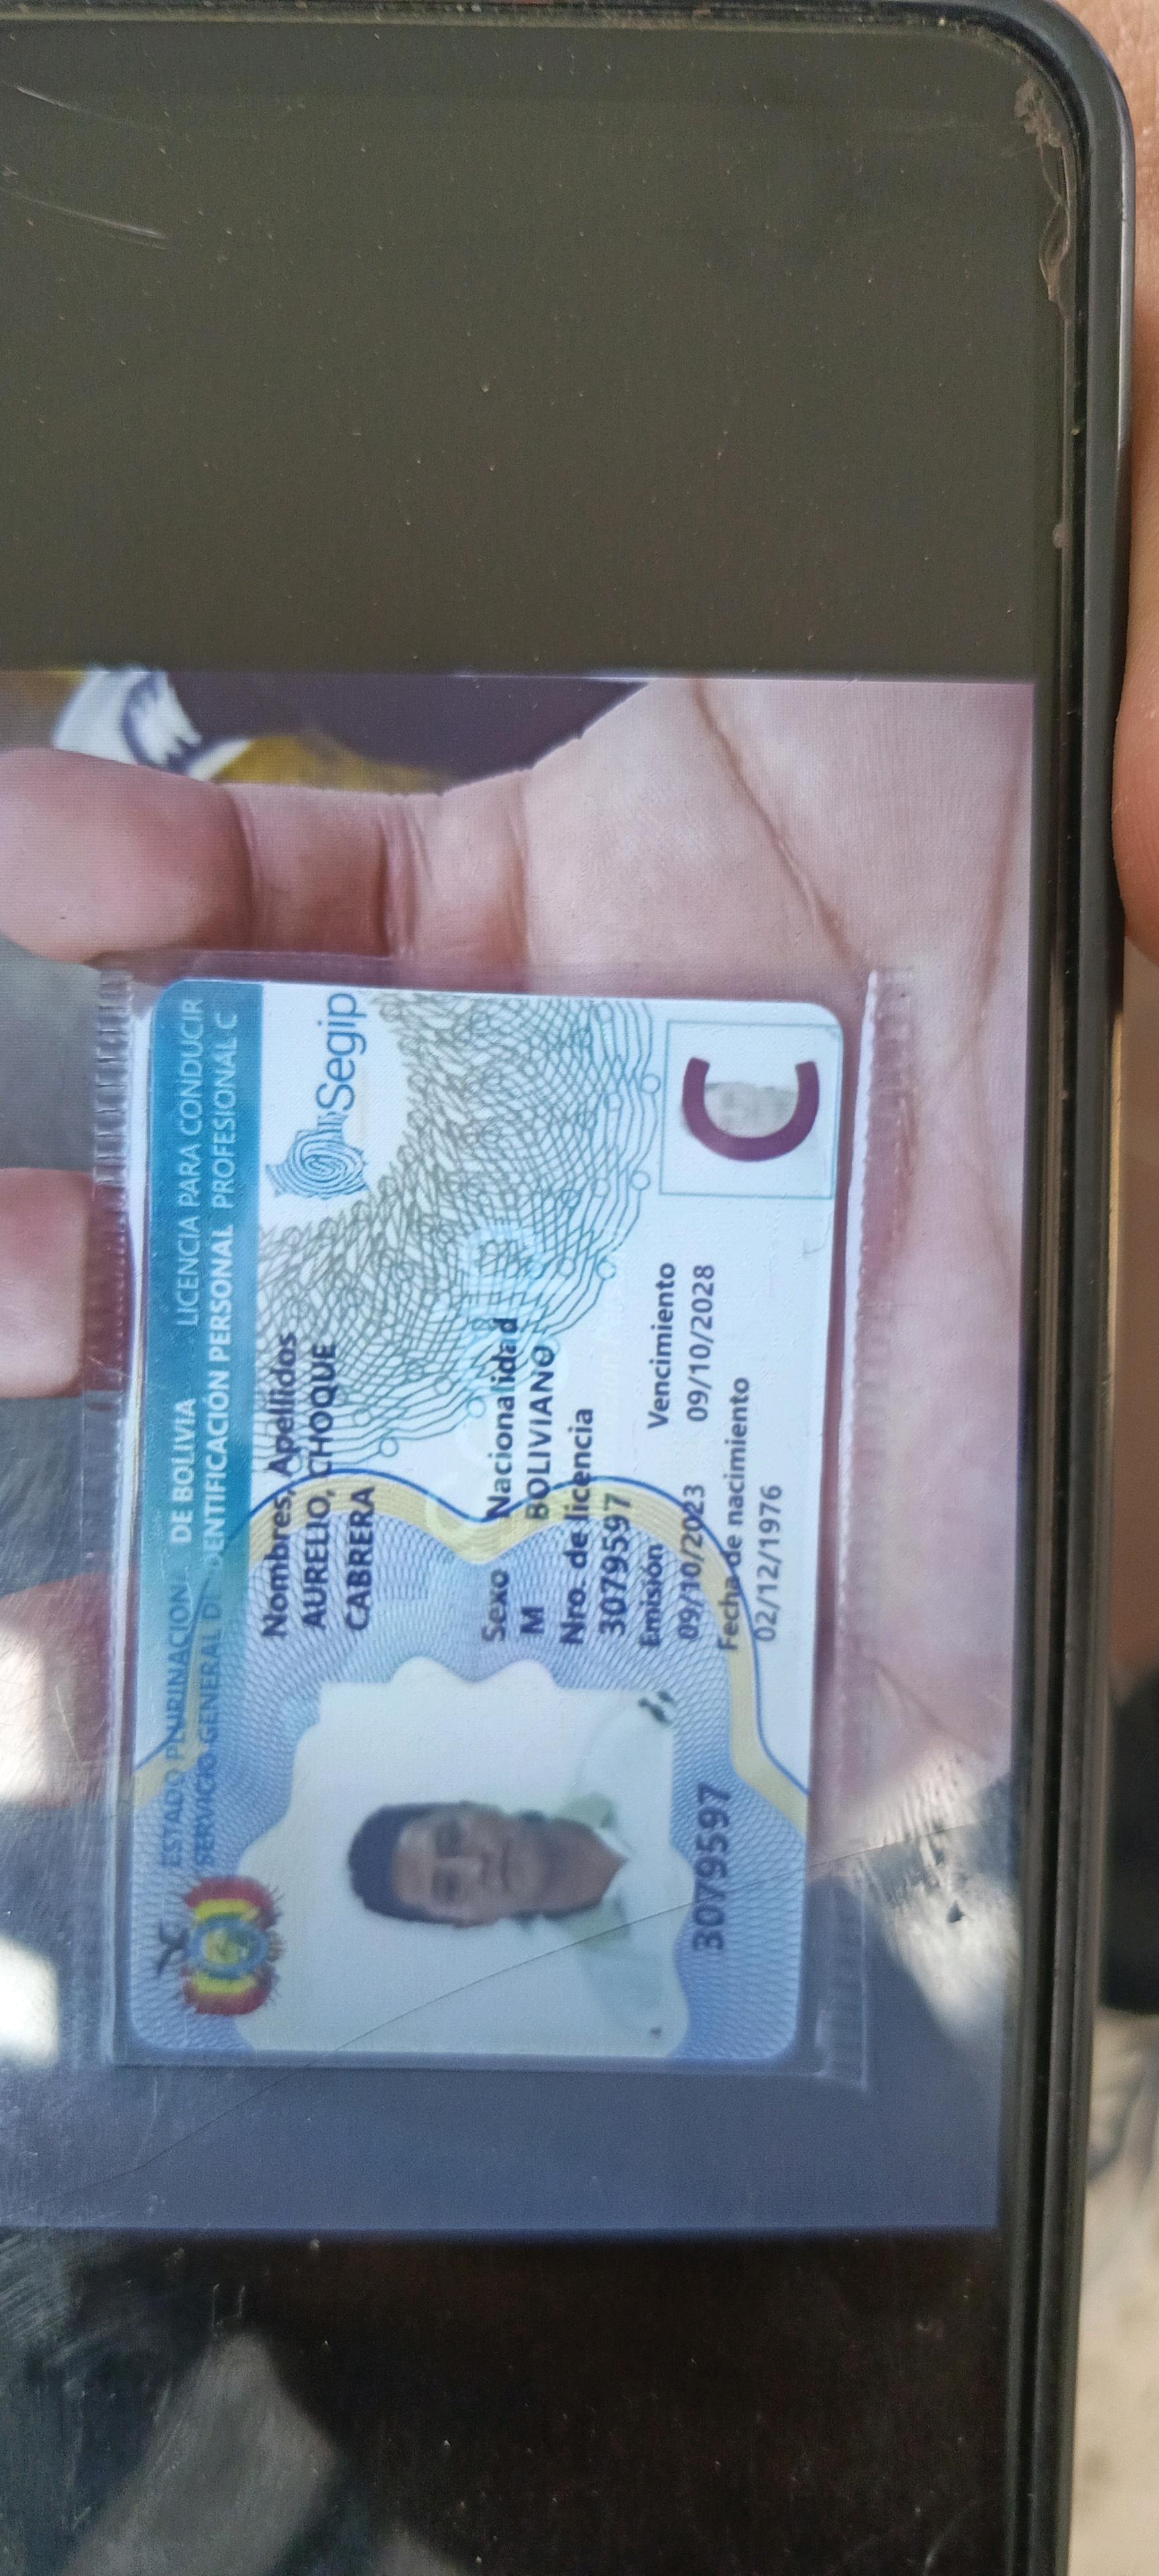 ESTADO PLURINACIONAL DE BOLIVIA LICENCIA PARA CONDUCIR
SERVICIO GENERAL DE IDENTIFICACIÓN PERSONAL PROFESIONAL C
Segip
Nombres, Apellidos
AURELIO, CHOQUE
CABRERA
Sexo Nacionalidad
M BOLIVIANO
Nro. de licencia
3079597
Emisión Vencimiento
09/10/2023 09/10/2028
Fecha de nacimiento
02/12/1976
3079597
C